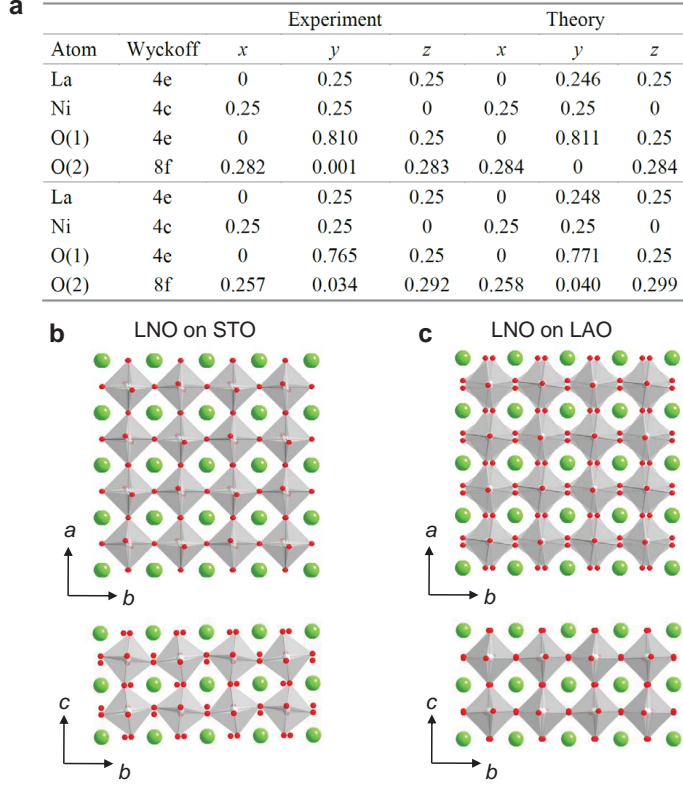 a
Experiment Theory
Atom Wyckoff x y z x y z
La 4e 0 0.25 0.25 0 0.246 0.25
Ni 4c 0.25 0.25 0 0.25 0.25 0
O(1) 4e 0 0.810 0.25 0 0.811 0.25
O(2) 8f 0.282 0.001 0.283 0.284 0 0.284
La 4e 0 0.25 0.25 0 0.248 0.25
Ni 4c 0.25 0.25 0 0.25 0.25 0
O(1) 4e 0 0.765 0.25 0 0.771 0.25
O(2) 8f 0.257 0.034 0.292 0.258 0.040 0.299
b LNO on STO c LNO on LAO
a a
b b
c c
b b